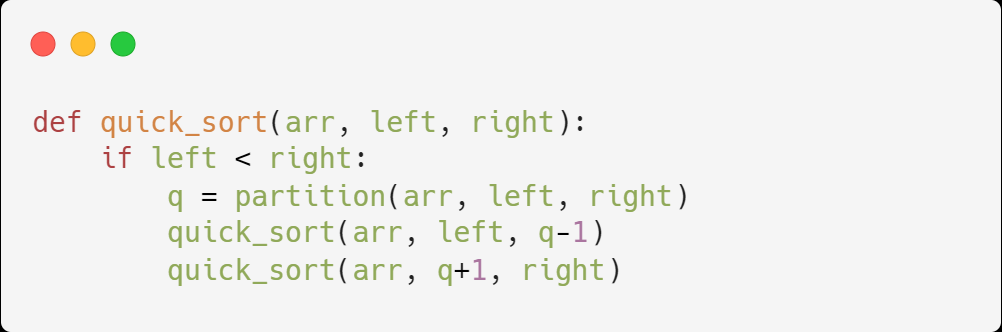 def quick_sort(arr, left, right):
    if left < right:
        q = partition(arr, left, right)
        quick_sort(arr, left, q-1)
        quick_sort(arr, q+1, right)